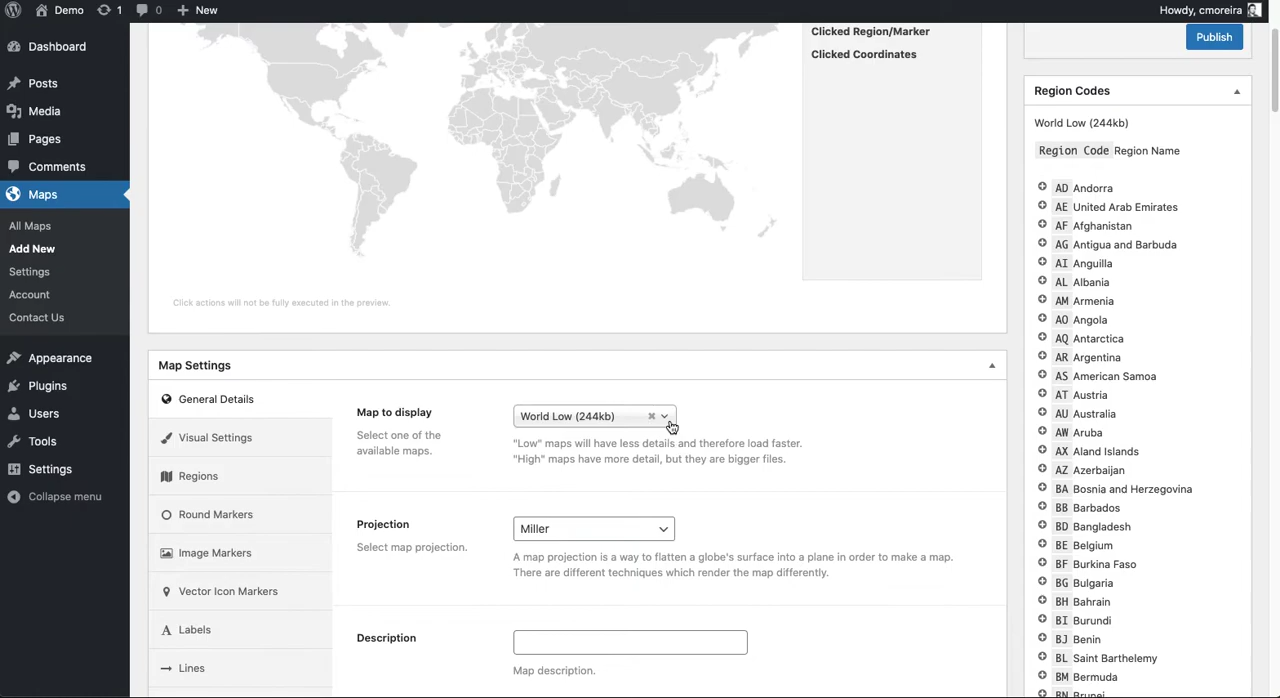 Demo
1
0
New
Howdy, cmoreira
Dashboard
Posts
Media
Pages
Comments
Maps
All Maps
Add New
Settings
Account
Contact Us
Appearance
Plugins
Users
Tools
Settings
Collapse menu
Clicked Region/Marker
Clicked Coordinates
Click actions will not be fully executed in the preview.
Map Settings
General Details
Visual Settings
Regions
Round Markers
Image Markers
Vector Icon Markers
Labels
Lines
Map to display
Select one of the
available maps.
World Low (244kb)
"Low" maps will have less details and therefore load faster.
"High" maps have more detail, but they are bigger files.
Projection
Select map projection.
Miller
A map projection is a way to flatten a globe's surface into a plane in order to make a map.
There are different techniques which render the map differently.
Description
Map description.
Publish
Region Codes
World Low (244kb)
Region Code Region Name
AD Andorra
AE United Arab Emirates
AF Afghanistan
AG Antigua and Barbuda
AI Anguilla
AL Albania
AM Armenia
AO Angola
AQ Antarctica
AR Argentina
AS American Samoa
AT Austria
AU Australia
AW Aruba
AX Aland Islands
AZ Azerbaijan
BA Bosnia and Herzegovina
BB Barbados
BD Bangladesh
BE Belgium
BF Burkina Faso
BG Bulgaria
BH Bahrain
BI Burundi
BJ Benin
BL Saint Barthelemy
BM Bermuda
BN Brunei